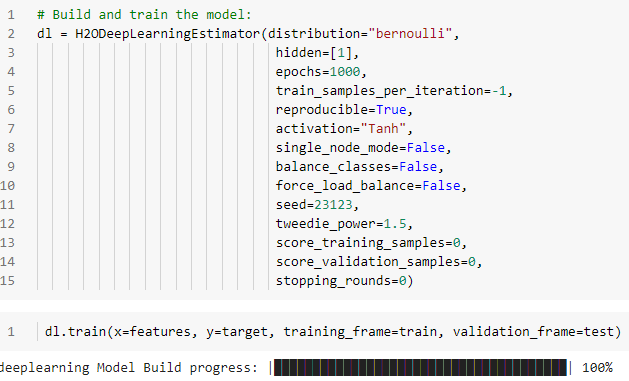 1 # Build and train the model:
2 dl = H2ODeepLearningEstimator(distribution="bernoulli",
3 hidden=[1],
4 epochs=1000,
5 train_samples_per_iteration=-1,
6 reproducible=True,
7 activation="Tanh",
8 single_node_mode=False,
9 balance_classes=False,
10 force_load_balance=False,
11 seed=23123,
12 tweedie_power=1.5,
13 score_training_samples=0,
14 score_validation_samples=0,
15 stopping_rounds=0)
1 dl.train(x=features, y=target, training_frame=train, validation_frame=test)
deeplearning Model Build progress: | | 100%